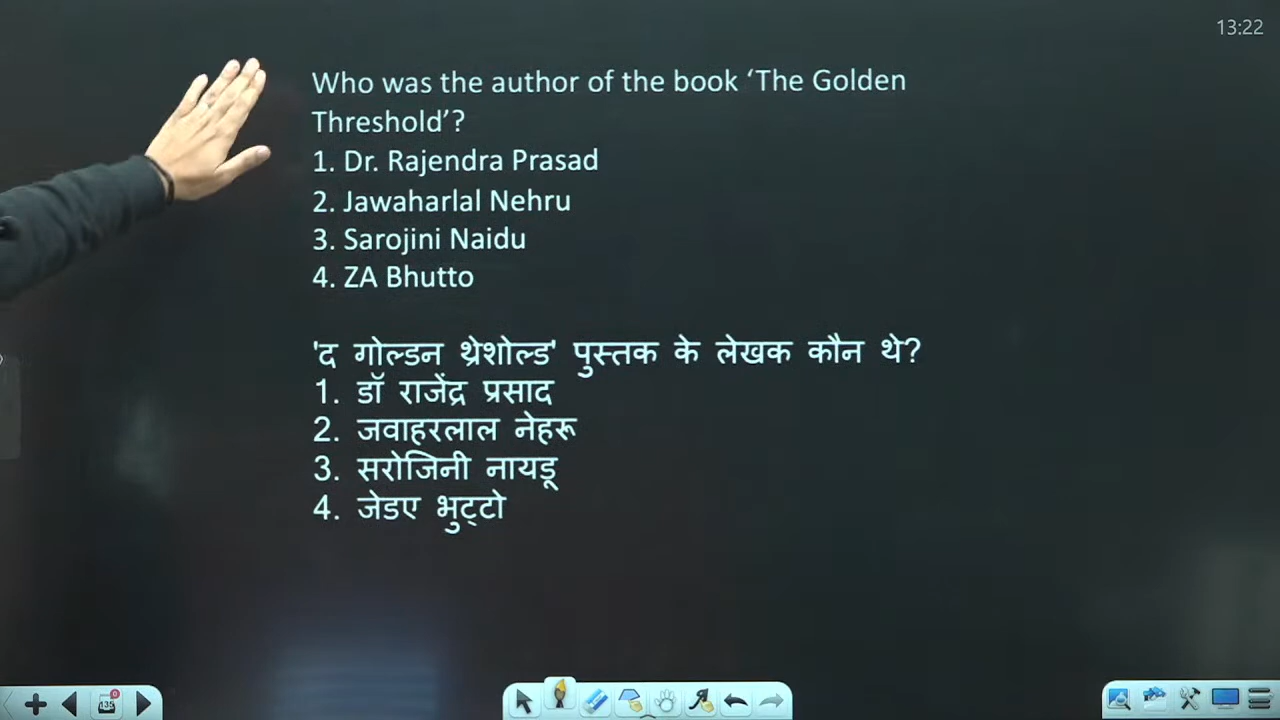 13:22
Who was the author of the book ‘The Golden
Threshold’?
1. Dr. Rajendra Prasad
2. Jawaharlal Nehru
3. Sarojini Naidu
4. ZA Bhutto
'द गोल्डन थ्रेशोल्ड' पुस्तक के लेखक कौन थे?
1. डॉ राजेंद्र प्रसाद
2. जवाहरलाल नेहरू
3. सरोजिनी नायडू
4. जेडए भुट्टो
0